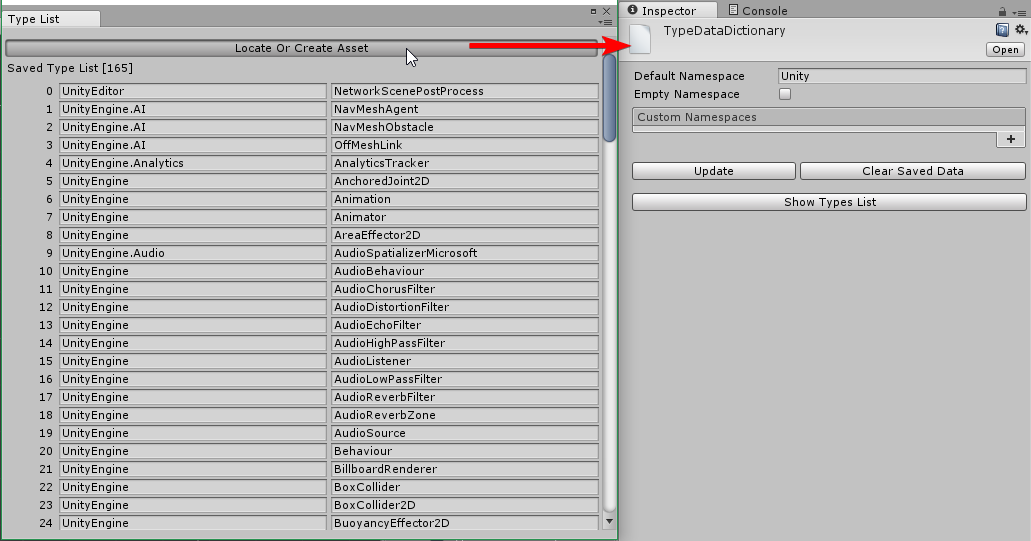 Type List
Locate Or Create Asset
Saved Type List [165]
0 UnityEditor NetworkScenePostProcess
1 UnityEngine.AI NavMeshAgent
2 UnityEngine.AI NavMeshObstacle
3 UnityEngine.AI OffMeshLink
4 UnityEngine.Analytics AnalyticsTracker
5 UnityEngine AnchoredJoint2D
6 UnityEngine Animation
7 UnityEngine Animator
8 UnityEngine AreaEffector2D
9 UnityEngine.Audio AudioSpatializerMicrosoft
10 UnityEngine AudioBehaviour
11 UnityEngine AudioChorusFilter
12 UnityEngine AudioDistortionFilter
13 UnityEngine AudioEchoFilter
14 UnityEngine AudioHighPassFilter
15 UnityEngine AudioListener
16 UnityEngine AudioLowPassFilter
17 UnityEngine AudioReverbFilter
18 UnityEngine AudioReverbZone
19 UnityEngine AudioSource
20 UnityEngine Behaviour
21 UnityEngine BillboardRenderer
22 UnityEngine BoxCollider
23 UnityEngine BoxCollider2D
24 UnityEngine BuoyancyEffector2D
Inspector Console
TypeDataDictionary
Open
Default Namespace Unity
Empty Namespace
Custom Namespaces
+
Update Clear Saved Data
Show Types List